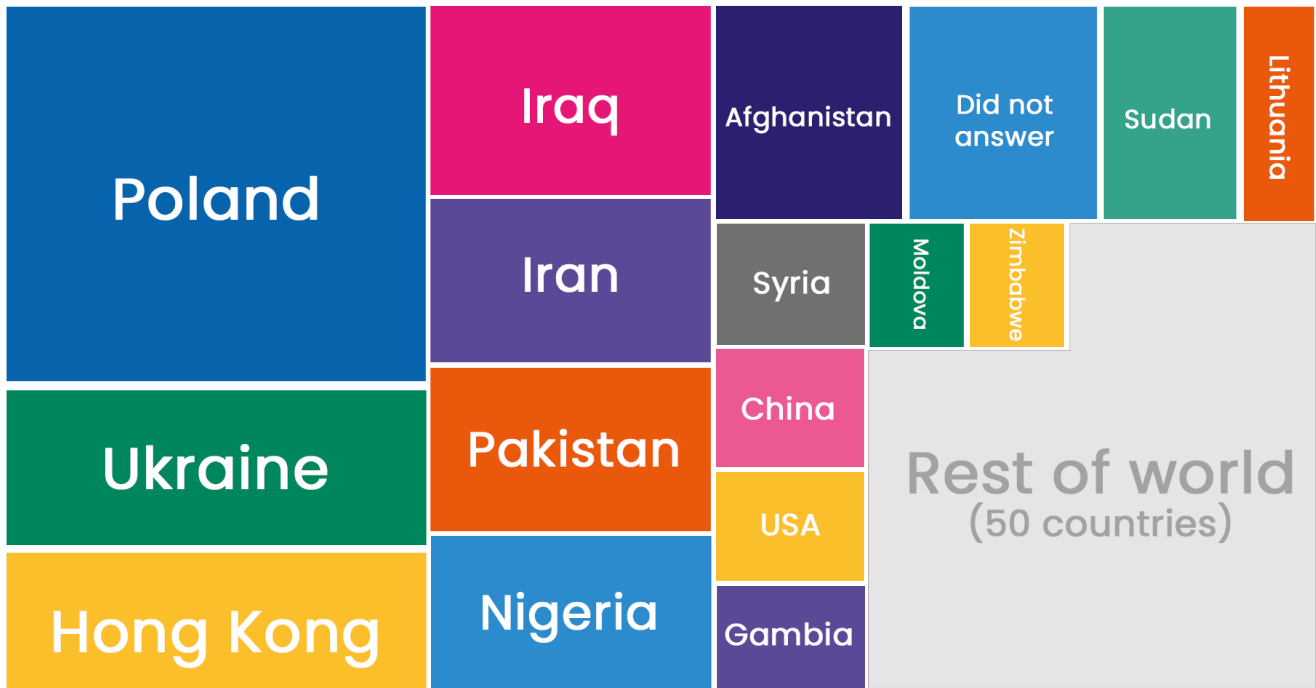 Poland
Ukraine
Hong Kong
Iraq
Iran
Pakistan
Nigeria
Afghanistan
Did not
answer
Sudan
Lithuania
Syria
Moldova
Zimbabwe
China
USA
Gambia
Rest of world
(50 countries)